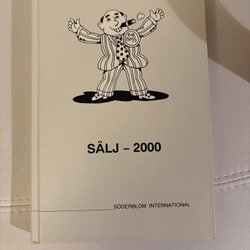 SÄLJ – 2000
SÖDERBLOM INTERNATIONAL